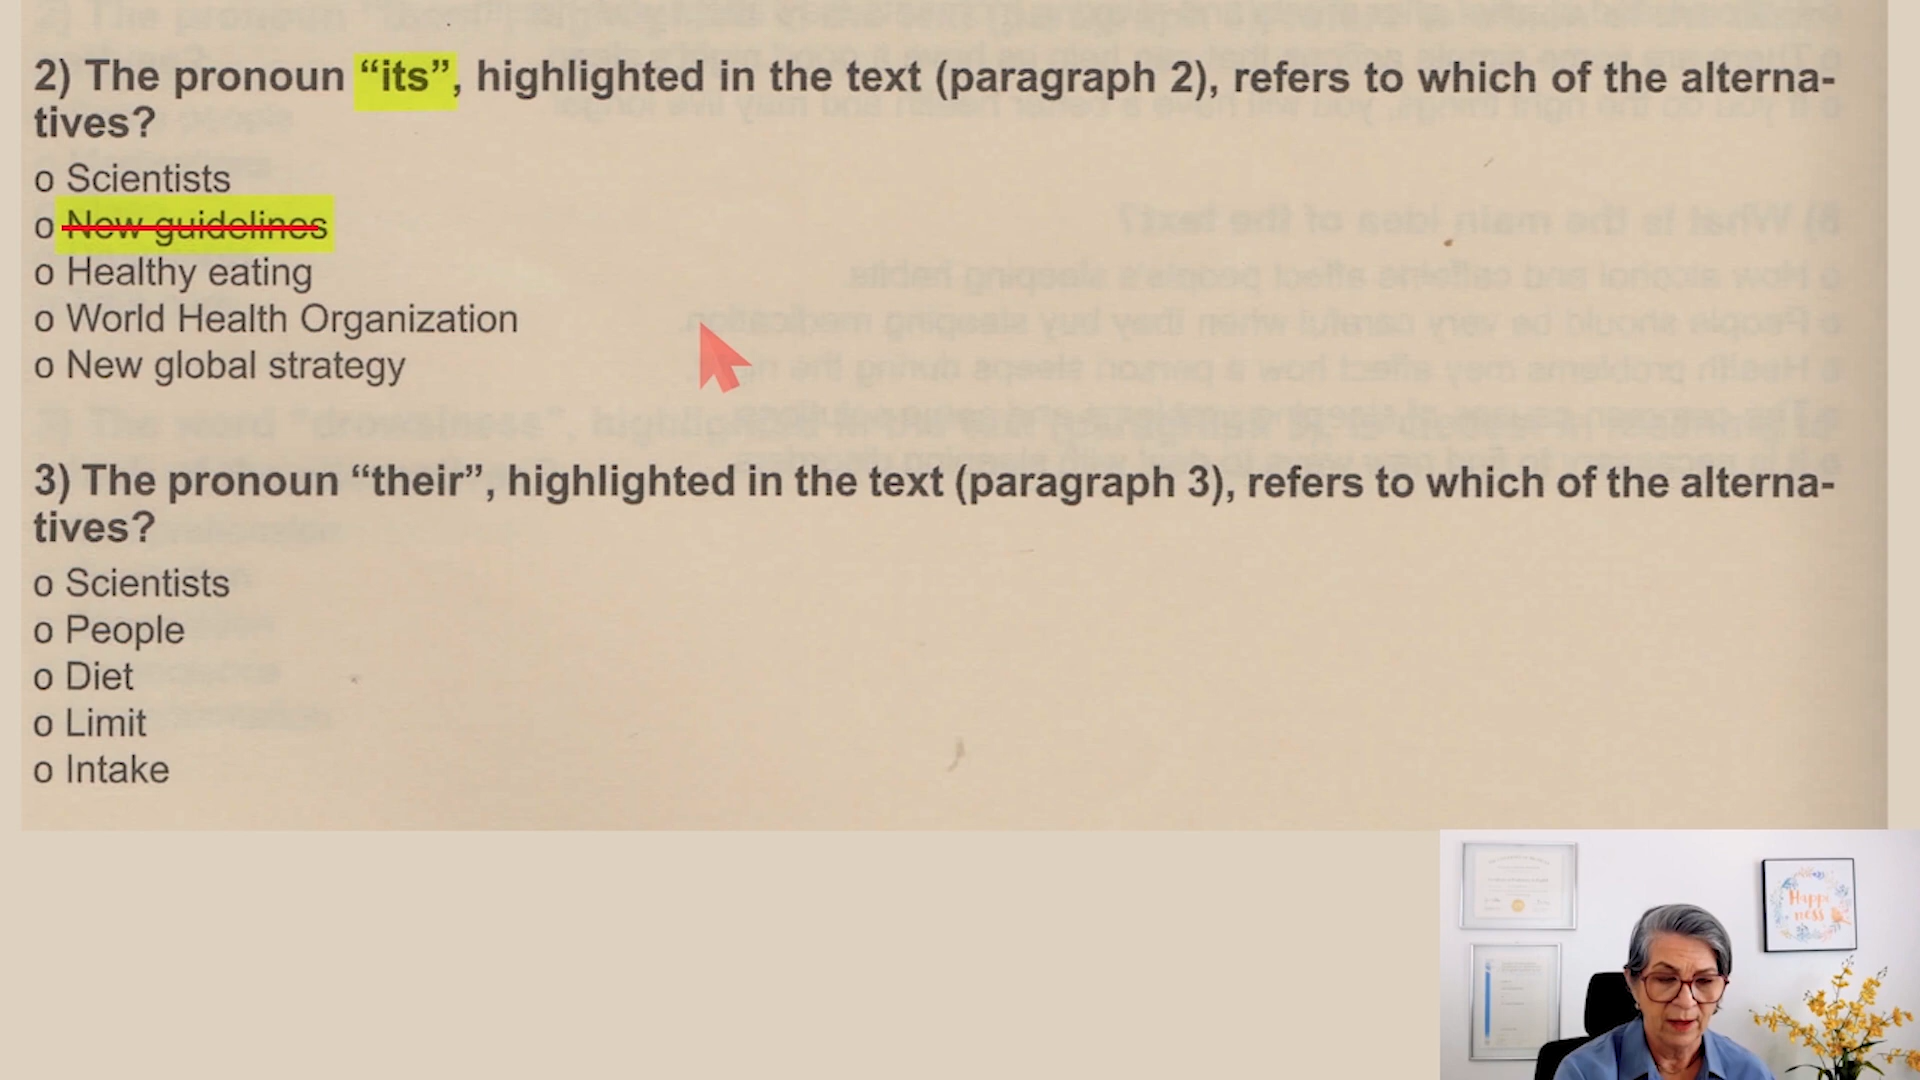 2) The pronoun “its”, highlighted in the text (paragraph 2), refers to which of the alterna-
tives?
o Scientists
o New guidelines
o Healthy eating
o World Health Organization
o New global strategy
3) The pronoun “their”, highlighted in the text (paragraph 3), refers to which of the alterna-
tives?
o Scientists
o People
o Diet
o Limit
o Intake
Happi
ness